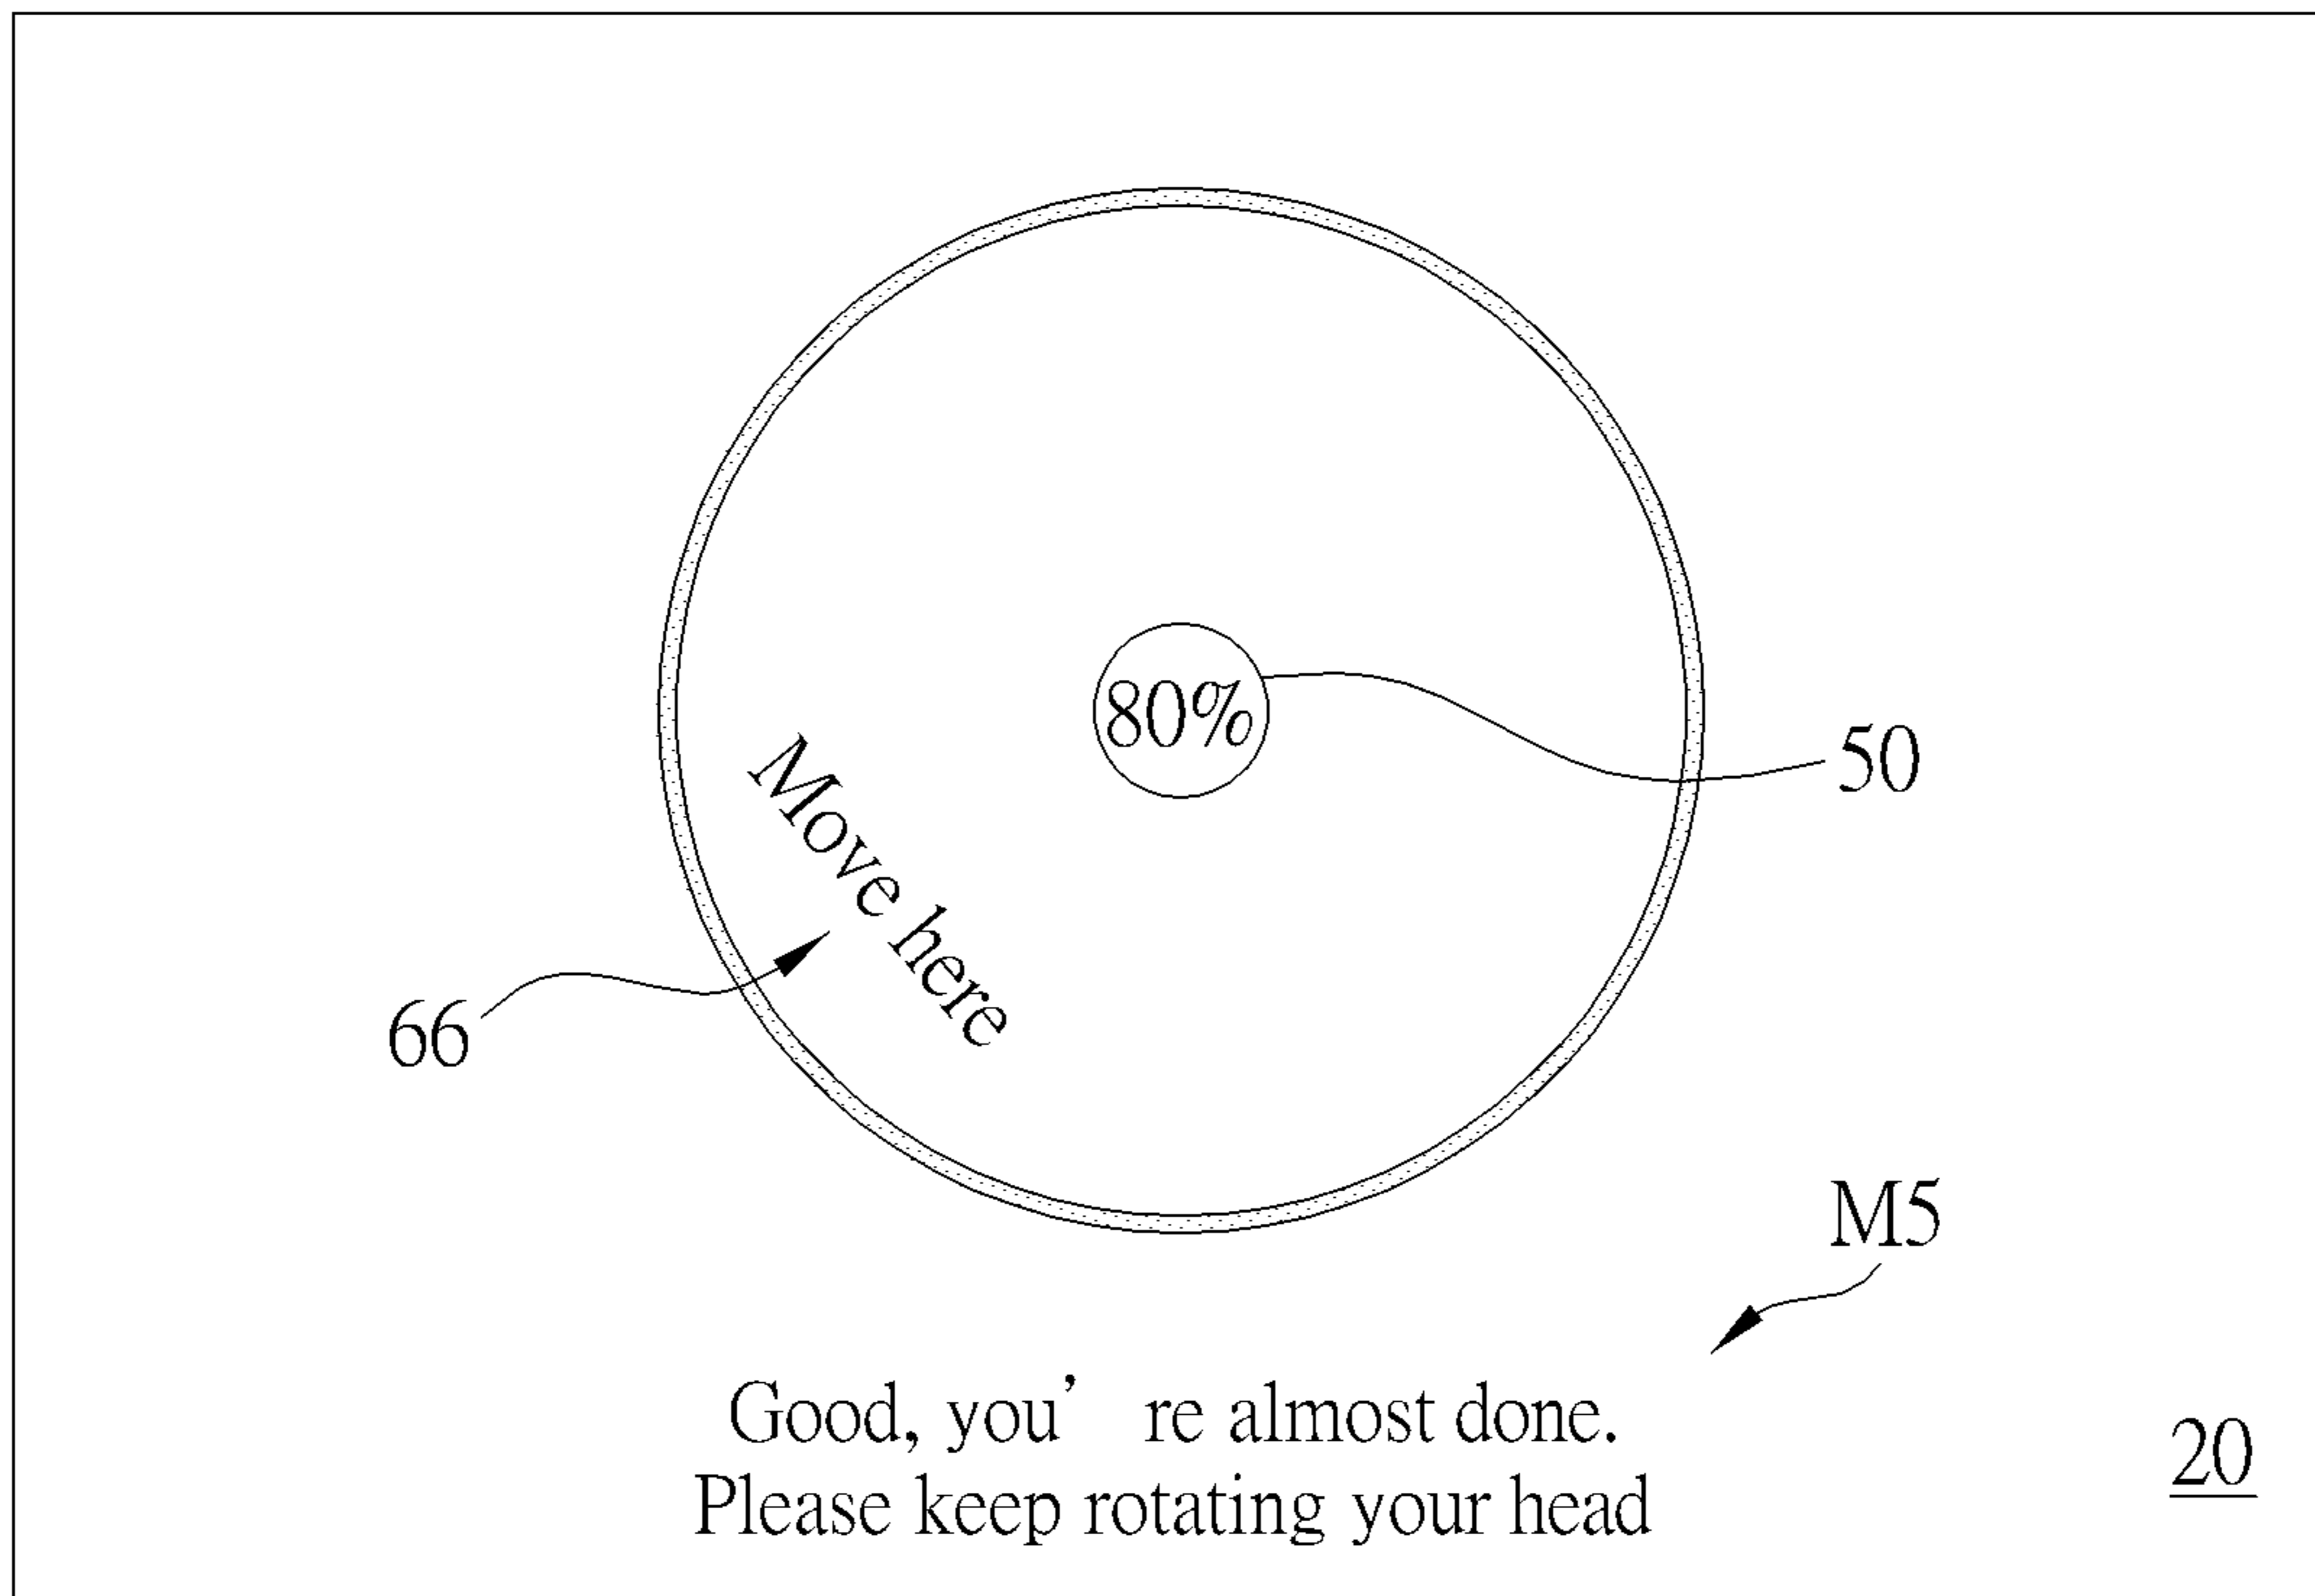 80%
50
Move here
66
M5
Good, you’ re almost done.
Please keep rotating your head
20